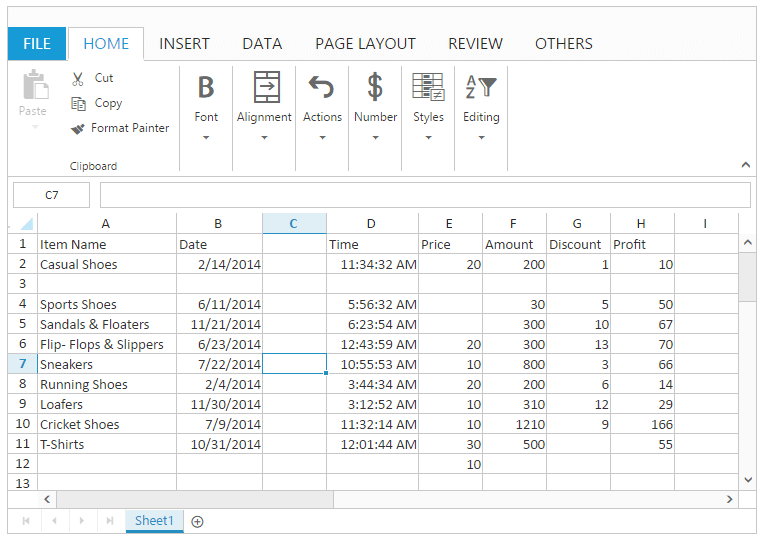 FILE HOME INSERT DATA PAGE LAYOUT REVIEW OTHERS
Paste
Cut
Copy
Format Painter
Clipboard
B
Font
Alignment
Actions
$
Number
Styles
A
Z
Editing
C7
A B C D E F G H I
1 Item Name Date Time Price Amount Discount Profit
2 Casual Shoes 2/14/2014 11:34:32 AM 20 200 1 10
3
4 Sports Shoes 6/11/2014 5:56:32 AM 30 5 50
5 Sandals & Floaters 11/21/2014 6:23:54 AM 300 10 67
6 Flip- Flops & Slippers 6/23/2014 12:43:59 AM 20 300 13 70
7 Sneakers 7/22/2014 10:55:53 AM 10 800 3 66
8 Running Shoes 2/4/2014 3:44:34 AM 20 200 6 14
9 Loafers 11/30/2014 3:12:52 AM 10 310 12 29
10 Cricket Shoes 7/9/2014 11:32:14 AM 10 1210 9 166
11 T-Shirts 10/31/2014 12:01:44 AM 30 500 55
12 10
13
Sheet1